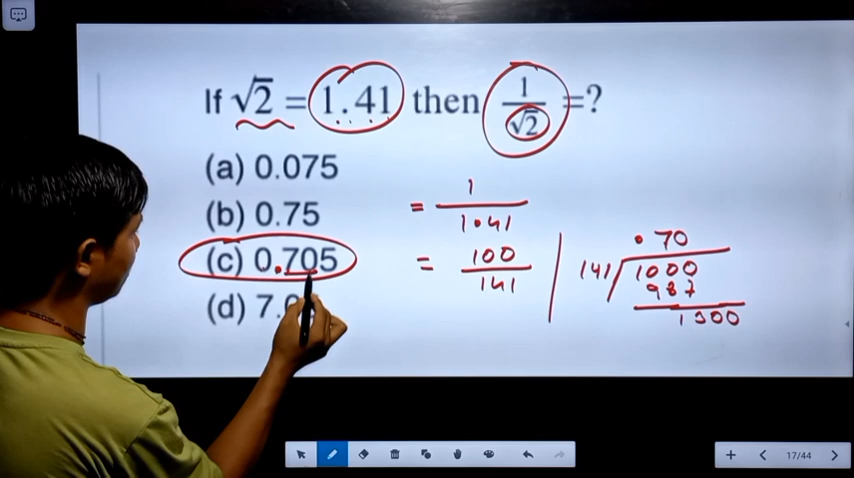 If √2 = 1.41 then 1/√2 =?
(a) 0.075
(b) 0.75
(c) 0.705
(d) 7.0
= 1/1.41
= 100/141
.70
141 1000
987
1300
17/44